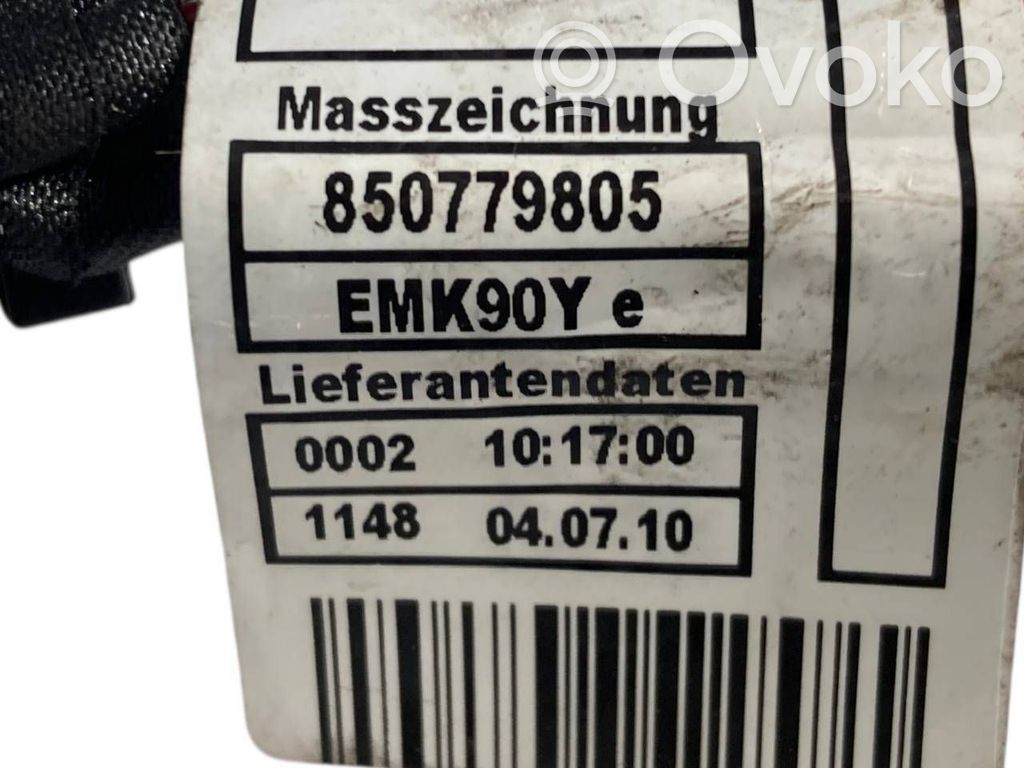 © Ovoko
Masszeichnung
850779805
EMK90Y e
Lieferantendaten
0002 10:17:00
1148 04.07.10